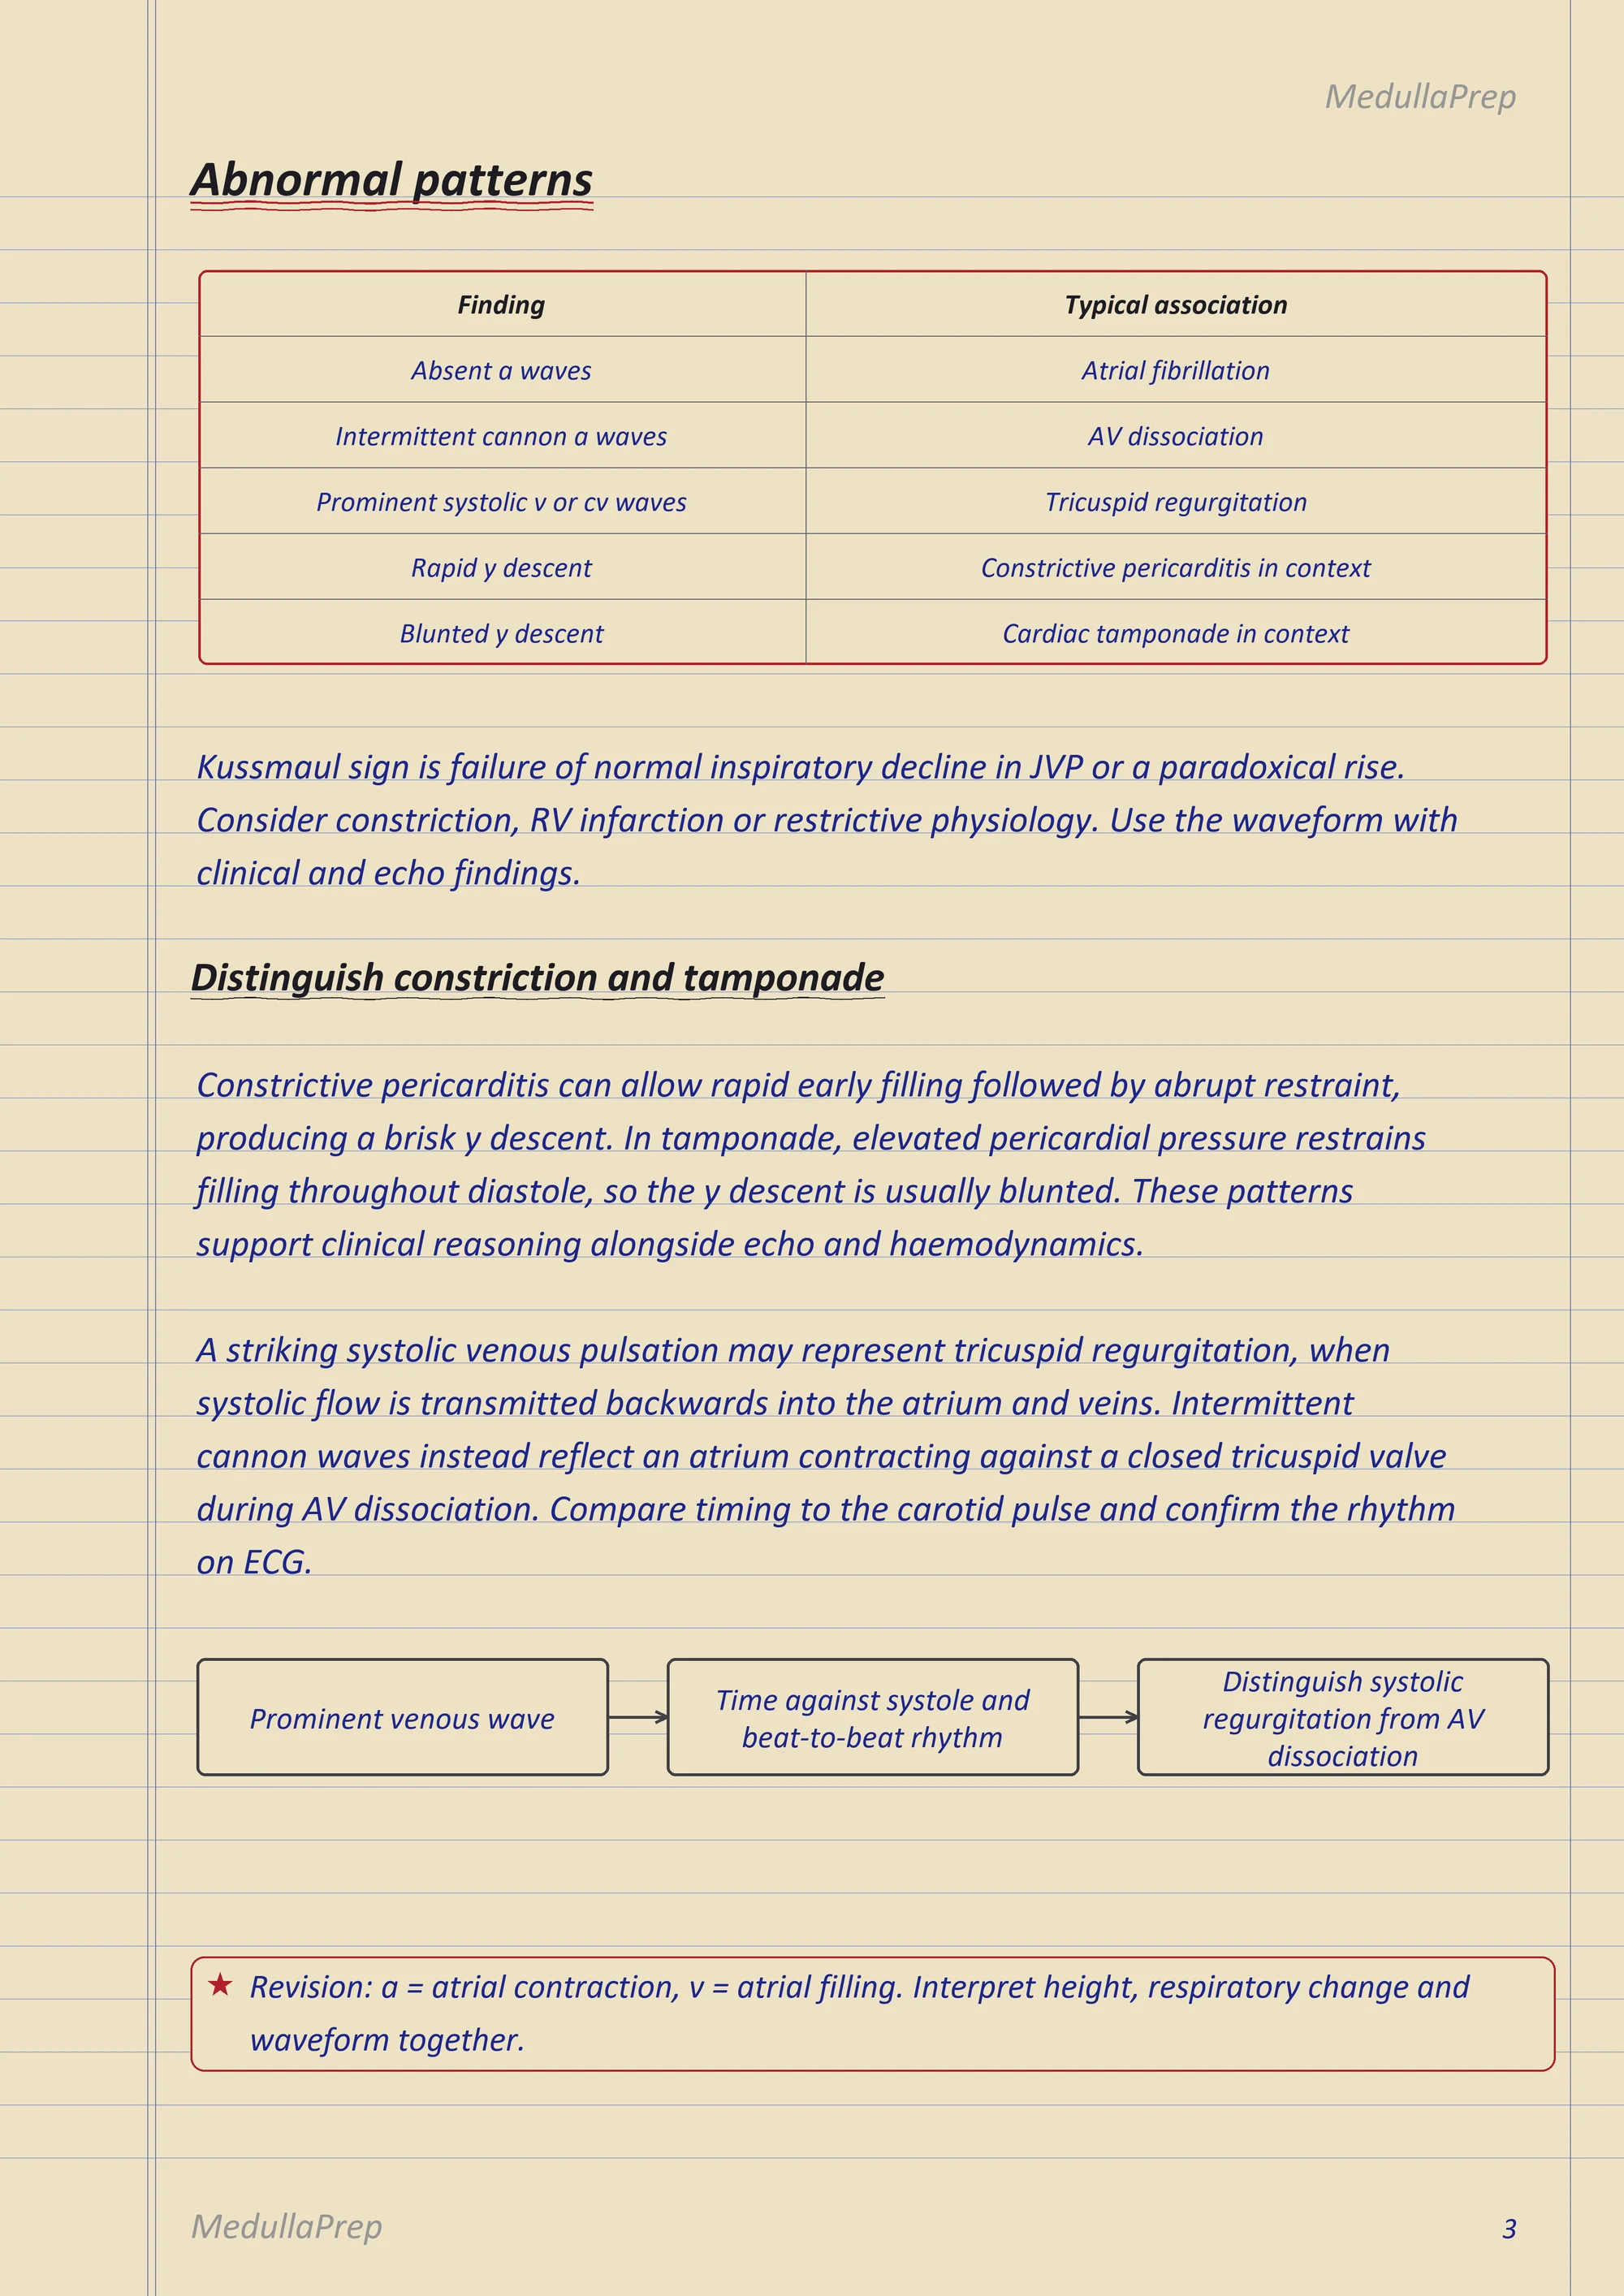 MedullaPrep
Abnormal patterns
Finding Typical association
Absent a waves Atrial fibrillation
Intermittent cannon a waves AV dissociation
Prominent systolic v or cv waves Tricuspid regurgitation
Rapid y descent Constrictive pericarditis in context
Blunted y descent Cardiac tamponade in context
Kussmaul sign is failure of normal inspiratory decline in JVP or a paradoxical rise.
Consider constriction, RV infarction or restrictive physiology. Use the waveform with
clinical and echo findings.
Distinguish constriction and tamponade
Constrictive pericarditis can allow rapid early filling followed by abrupt restraint,
producing a brisk y descent. In tamponade, elevated pericardial pressure restrains
filling throughout diastole, so the y descent is usually blunted. These patterns
support clinical reasoning alongside echo and haemodynamics.
A striking systolic venous pulsation may represent tricuspid regurgitation, when
systolic flow is transmitted backwards into the atrium and veins. Intermittent
cannon waves instead reflect an atrium contracting against a closed tricuspid valve
during AV dissociation. Compare timing to the carotid pulse and confirm the rhythm
on ECG.
Prominent venous wave
Time against systole and
beat-to-beat rhythm
Distinguish systolic
regurgitation from AV
dissociation
★ Revision: a = atrial contraction, v = atrial filling. Interpret height, respiratory change and
waveform together.
MedullaPrep 3